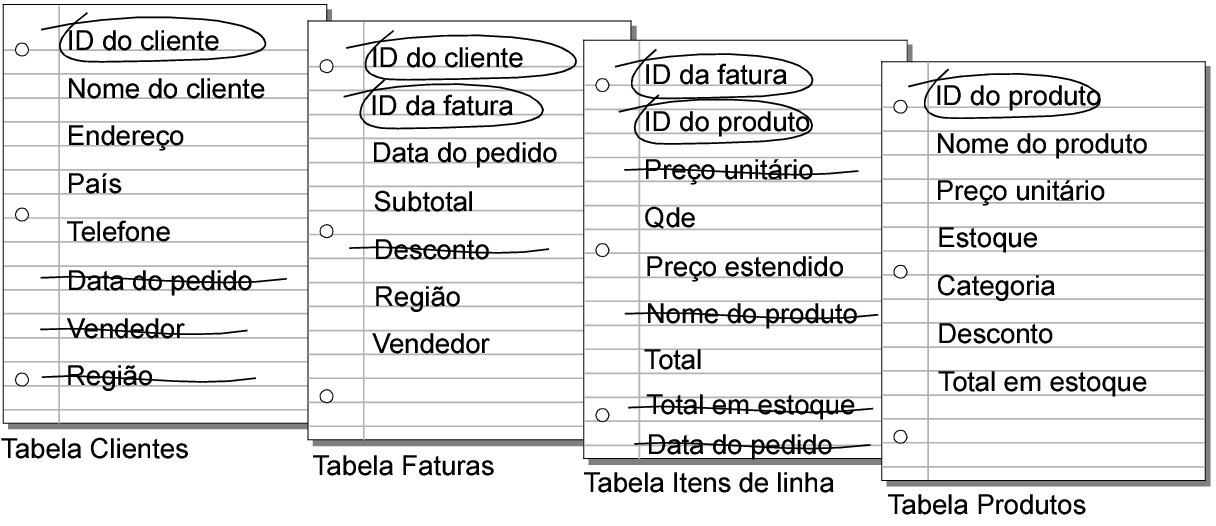 ID do cliente
Nome do cliente
Endereço
País
Telefone
Data do pedido
Vendedor
Região
Tabela Clientes
ID do cliente
ID da fatura
Data do pedido
Subtotal
Desconto
Região
Vendedor
Tabela Faturas
ID da fatura
ID do produto
Preço unitário
Qde
Preço estendido
Nome do produto
Total
Total em estoque
Data do pedido
Tabela Itens de linha
ID do produto
Nome do produto
Preço unitário
Estoque
Categoria
Desconto
Total em estoque
Tabela Produtos